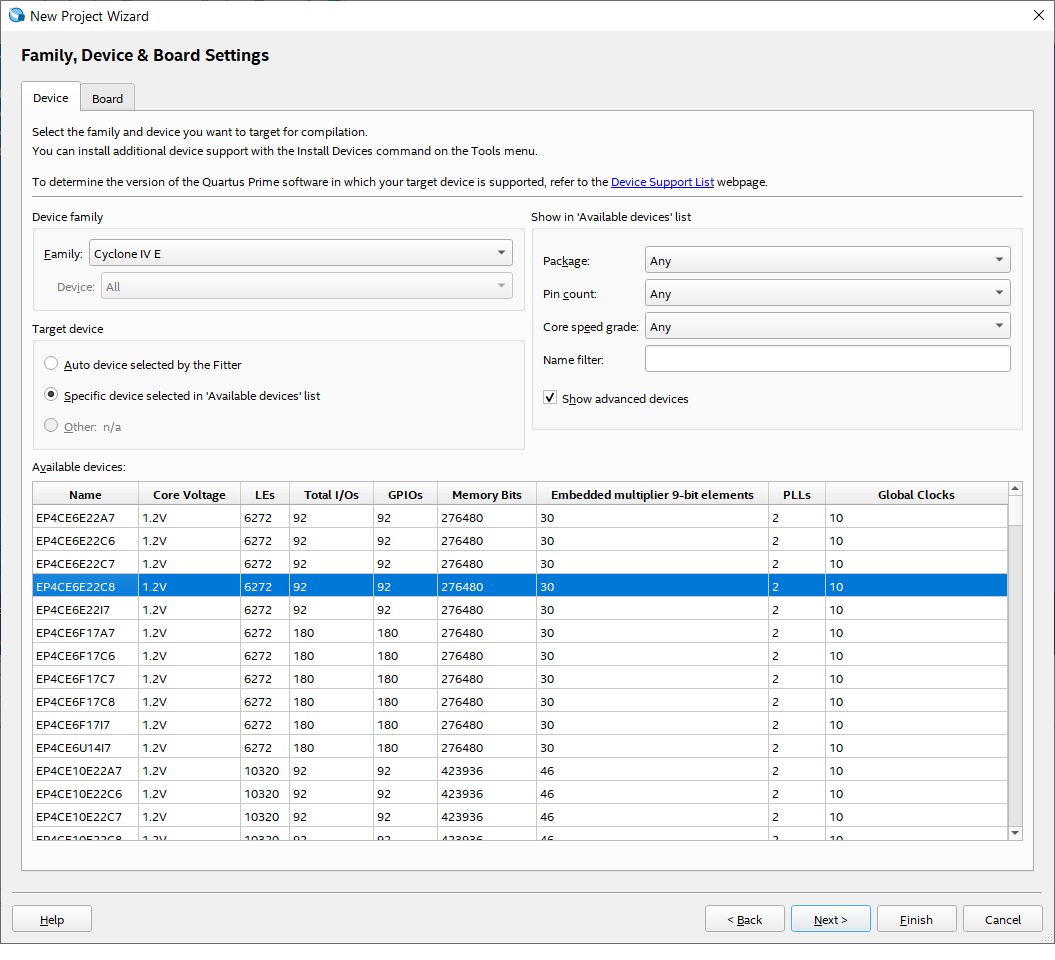 New Project Wizard
Family, Device & Board Settings
Device Board
Select the family and device you want to target for compilation.
You can install additional device support with the Install Devices command on the Tools menu.
To determine the version of the Quartus Prime software in which your target device is supported, refer to the Device Support List webpage.
Device family
Family: Cyclone IV E
Device: All
Target device
Auto device selected by the Fitter
Specific device selected in 'Available devices' list
Other: n/a
Show in 'Available devices' list
Package: Any
Pin count: Any
Core speed grade: Any
Name filter:
Show advanced devices
Available devices:
Name Core Voltage LEs Total I/Os GPIOs Memory Bits Embedded multiplier 9-bit elements PLLs Global Clocks
EP4CE6E22A7 1.2V 6272 92 92 276480 30 2 10
EP4CE6E22C6 1.2V 6272 92 92 276480 30 2 10
EP4CE6E22C7 1.2V 6272 92 92 276480 30 2 10
EP4CE6E22C8 1.2V 6272 92 92 276480 30 2 10
EP4CE6E22I7 1.2V 6272 92 92 276480 30 2 10
EP4CE6F17A7 1.2V 6272 180 180 276480 30 2 10
EP4CE6F17C6 1.2V 6272 180 180 276480 30 2 10
EP4CE6F17C7 1.2V 6272 180 180 276480 30 2 10
EP4CE6F17C8 1.2V 6272 180 180 276480 30 2 10
EP4CE6F17I7 1.2V 6272 180 180 276480 30 2 10
EP4CE6U14I7 1.2V 6272 180 180 276480 30 2 10
EP4CE10E22A7 1.2V 10320 92 92 423936 46 2 10
EP4CE10E22C6 1.2V 10320 92 92 423936 46 2 10
EP4CE10E22C7 1.2V 10320 92 92 423936 46 2 10
EP4CE10E22C8 1.2V 10320 92 92 423936 46 2 10
Help < Back Next > Finish Cancel